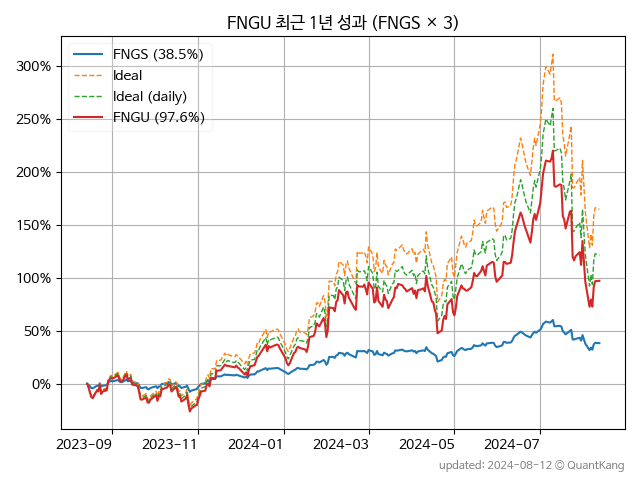 FNGU 최근 1년 성과 (FNGS × 3)
FNGS (38.5%)
Ideal
Ideal (daily)
FNGU (97.6%)
300%
250%
200%
150%
100%
50%
0%
2023-09 2023-11 2024-01 2024-03 2024-05 2024-07
updated: 2024-08-12 © QuantKang